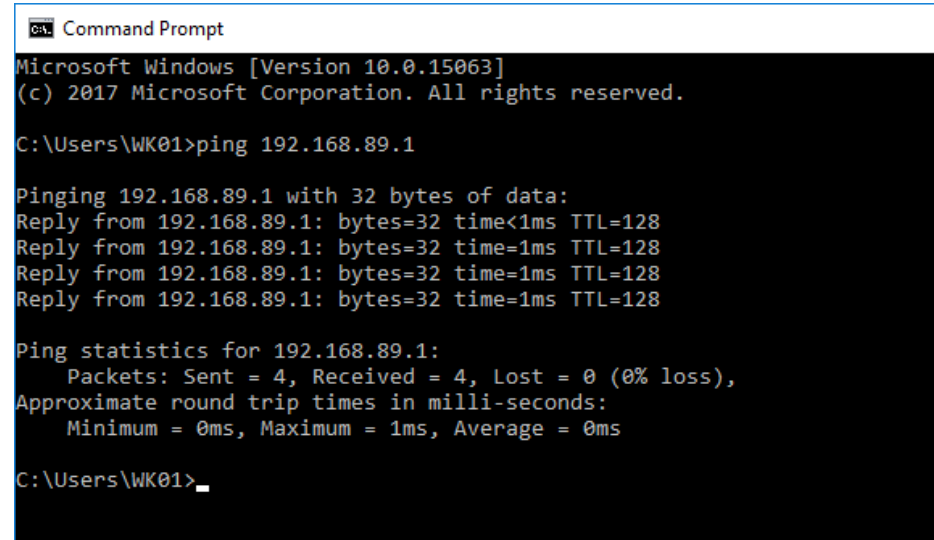 Command Prompt
Microsoft Windows [Version 10.0.15063]
(c) 2017 Microsoft Corporation. All rights reserved.
C:\Users\WK01>ping 192.168.89.1
Pinging 192.168.89.1 with 32 bytes of data:
Reply from 192.168.89.1: bytes=32 time<1ms TTL=128
Reply from 192.168.89.1: bytes=32 time=1ms TTL=128
Reply from 192.168.89.1: bytes=32 time=1ms TTL=128
Reply from 192.168.89.1: bytes=32 time=1ms TTL=128
Ping statistics for 192.168.89.1:
    Packets: Sent = 4, Received = 4, Lost = 0 (0% loss),
Approximate round trip times in milli-seconds:
    Minimum = 0ms, Maximum = 1ms, Average = 0ms
C:\Users\WK01>